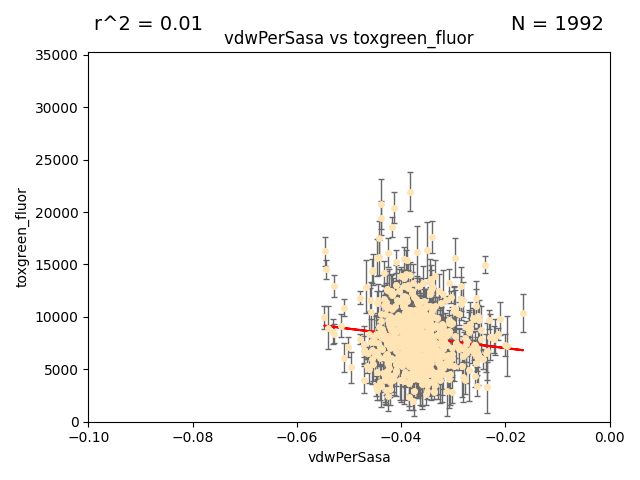 r^2 = 0.01
N = 1992
vdwPerSasa vs toxgreen_fluor
35000
30000
25000
20000
15000
10000
5000
0
toxgreen_fluor
−0.10
−0.08
−0.06
−0.04
−0.02
0.00
vdwPerSasa